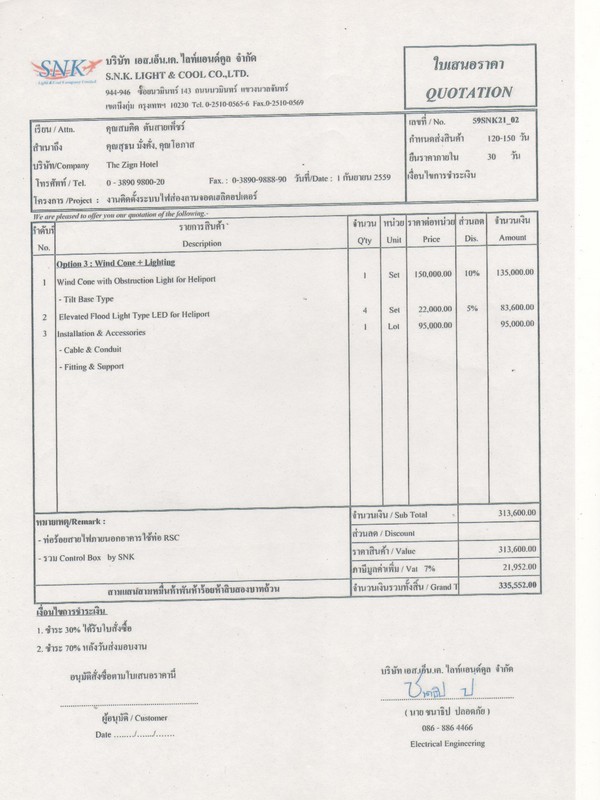 SNK
Light & Cool Company Limited
บริษัท เอส.เอ็น.เค. ไลท์แอนด์คูล จำกัด
S.N.K. LIGHT & COOL CO.,LTD.
944-946 ซ็อยนวมินทร์ 143 ถนนนวมินทร์ แขวงนวลจันทร์
เขตบึงกุ่ม กรุงเทพฯ 10230 Tel. 0-2510-0565-6 Fax.0-2510-0569
ใบเสนอราคา
QUOTATION
เรียน / Attn. คุณสมคิด ตันสายเพ็ชร์
สำเนาถึง คุณสุชน มั่งคั่ง, คุณโอภาส
บริษัท/Company The Zign Hotel
โทรศัพท์ / Tel. 0 - 3890 9800-20 Fax. : 0-3890-9888-90 วันที่/Date : 1 กันยายน 2559
โครงการ /Project : งานติดตั้งระบบไฟส่องลานจอดเฮลิคอปเตอร์
เลขที่ / No. 59SNK21_02
กำหนดส่งสินค้า 120-150 วัน
ยืนราคาภายใน 30 วัน
เงื่อนไขการชำระเงิน
We are pleased to offer you our quotation of the following.-
ลำดับที่ รายการสินค้า จำนวน หน่วย ราคาต่อหน่วย ส่วนลด จำนวนเงิน
No. Description Q'ty Unit Price Dis. Amount
Option 3 : Wind Cone + Lighting
1 Wind Cone with Obstruction Light for Heliport 1 Set 150,000.00 10% 135,000.00
- Tilt Base Type
2 Elevated Flood Light Type LED for Heliport 4 Set 22,000.00 5% 83,600.00
3 Installation & Accessories 1 Lot 95,000.00 95,000.00
- Cable & Conduit
- Fitting & Support
หมายเหตุ/Remark :
- ท่อร้อยสายไฟภายนอกอาคารใช้ท่อ RSC
- รวม Control Box by SNK
จำนวนเงิน / Sub Total 313,600.00
ส่วนลด / Discount
ราคาสินค้า / Value 313,600.00
ภาษีมูลค่าเพิ่ม / Vat 7% 21,952.00
สามแสนสามหมื่นห้าพันห้าร้อยห้าสิบสองบาทถ้วน
จำนวนเงินรวมทั้งสิ้น / Grand T 335,552.00
เงื่อนไขการชำระเงิน
1. ชำระ 30% ได้รับใบสั่งซื้อ
2. ชำระ 70% หลังวันส่งมอบงาน
อนุมัติสั่งซื้อตามใบเสนอราคานี้
ผู้อนุมัติ / Customer
Date ......./....../.......
บริษัท เอส.เอ็น.เค. ไลท์แอนด์คูล จำกัด
( นาย ชนาธิป ปลอดภัย )
086 - 886 4466
Electrical Engineering